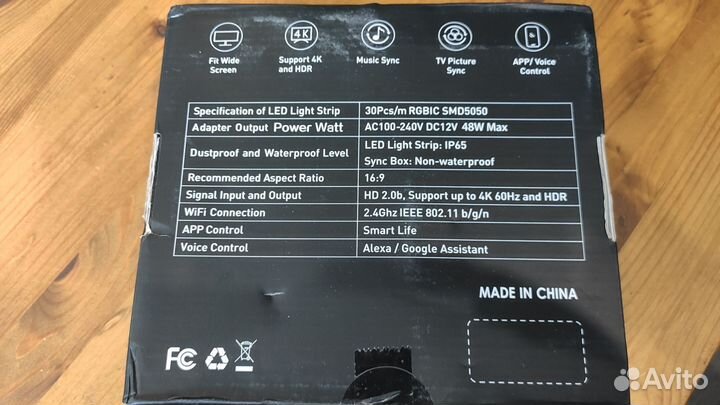 4K
Fit Wide Screen
Support 4K and HDR
Music Sync
TV Picture Sync
APP/Voice Control
Specification of LED Light Strip 30Pcs/m RGBIC SMD5050
Adapter Output Power Watt AC100-240V DC12V 48W Max
Dustproof and Waterproof Level LED Light Strip: IP65
Sync Box: Non-waterproof
Recommended Aspect Ratio 16:9
Signal Input and Output HD 2.0b, Support up to 4K 60Hz and HDR
WiFi Connection 2.4Ghz IEEE 802.11 b/g/n
APP Control Smart Life
Voice Control Alexa / Google Assistant
MADE IN CHINA
FC
Avito